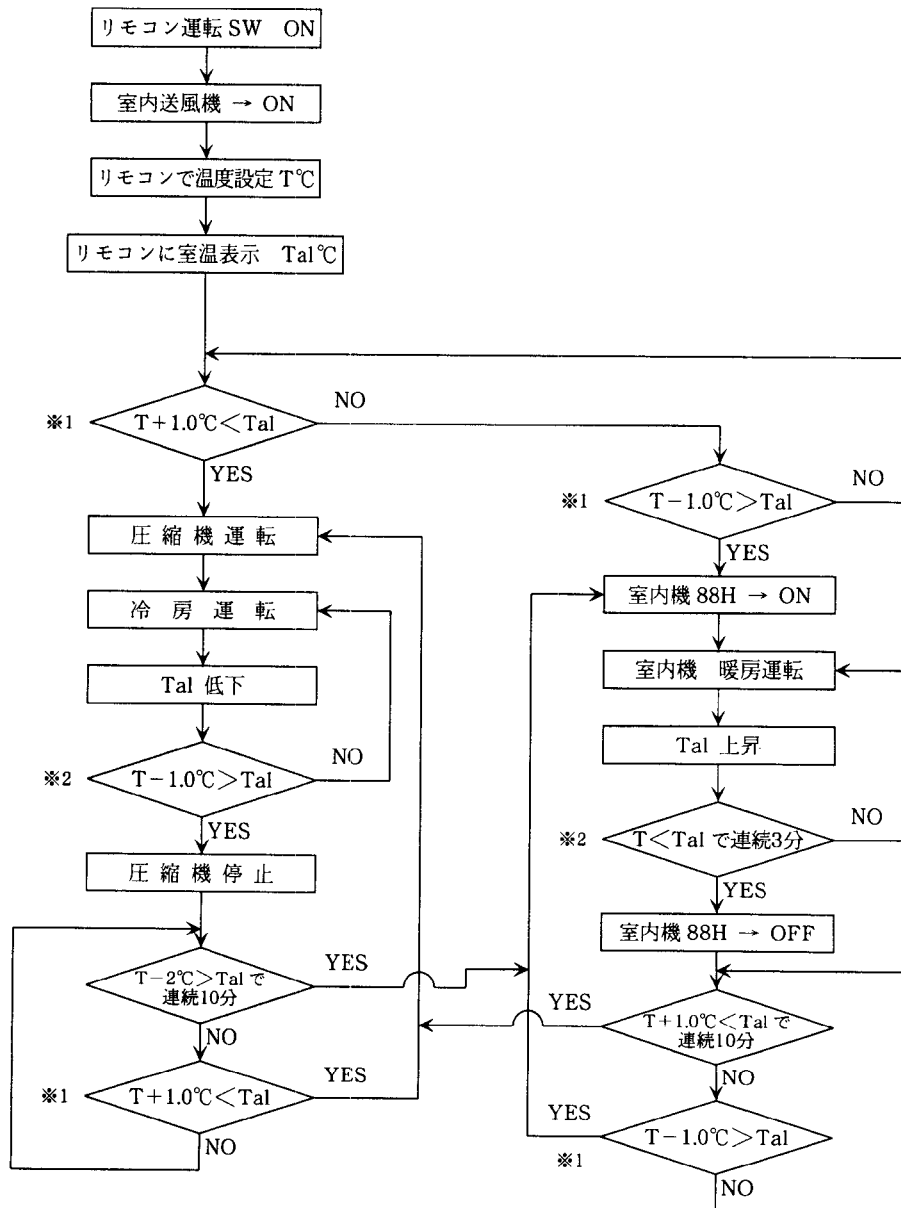 リモコン運転 SW ON
室内送風機 → ON
リモコンで温度設定 T℃
リモコンに室温表示 Tal℃
※1
T+1.0℃<Tal
NO
YES
圧縮機運転
冷房運転
Tal 低下
※2
T-1.0℃>Tal
NO
YES
圧縮機停止
T-2℃>Tal で
連続10分
YES
NO
※1
T+1.0℃<Tal
YES
NO
※1
T-1.0℃>Tal
NO
YES
室内機 88H → ON
室内機 暖房運転
Tal 上昇
※2
T<Tal で連続3分
NO
YES
室内機 88H → OFF
YES
T+1.0℃<Tal で
連続10分
NO
YES
T-1.0℃>Tal
※1
NO